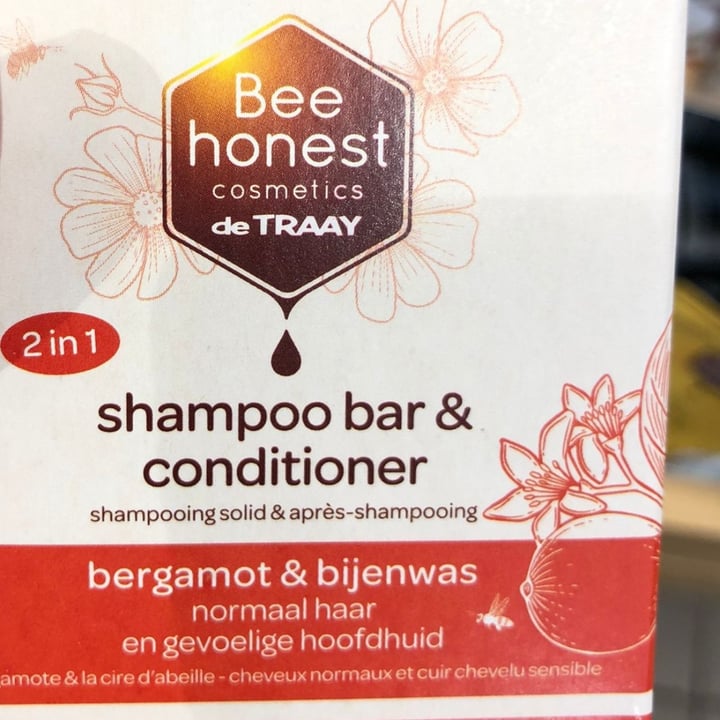 Bee
honest
cosmetics
de TRAAY
2 in 1
shampoo bar &
conditioner
shampooing solid & après-shampooing
bergamot & bijenwas
normaal haar
en gevoelige hoofdhuid
& la cire d'abeille - cheveux normaux et cuir chevelu sensible